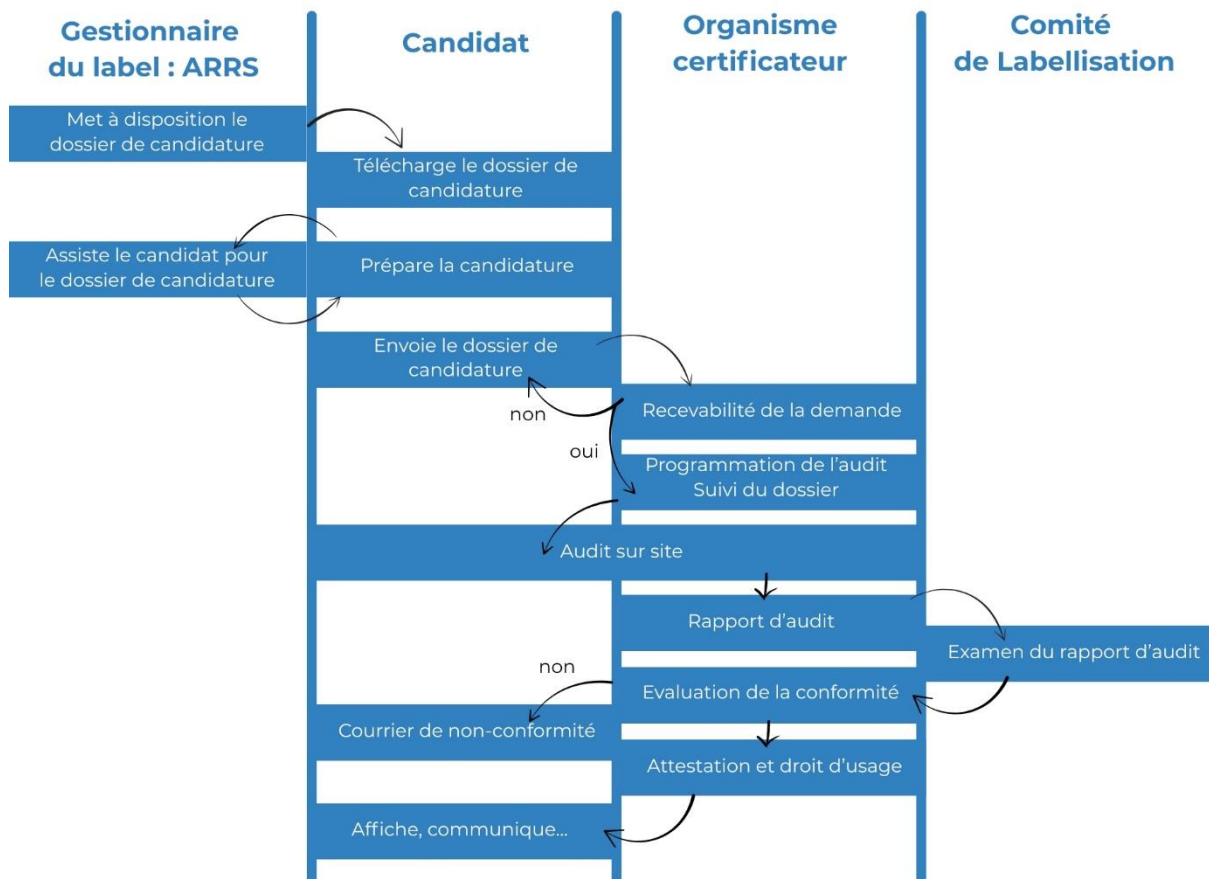 Gestionnaire
du label : ARRS
Candidat
Organisme
certificateur
Comité
de Labellisation
Met à disposition le
dossier de candidature
Télécharge le dossier de
candidature
Assiste le candidat pour
le dossier de candidature
Prépare la candidature
Envoie le dossier de
candidature
non
Recevabilité de la demande
oui
Programmation de l'audit
Suivi du dossier
Audit sur site
Rapport d'audit
Examen du rapport d'audit
non
Evaluation de la conformité
Courrier de non-conformité
Attestation et droit d'usage
Affiche, communique...